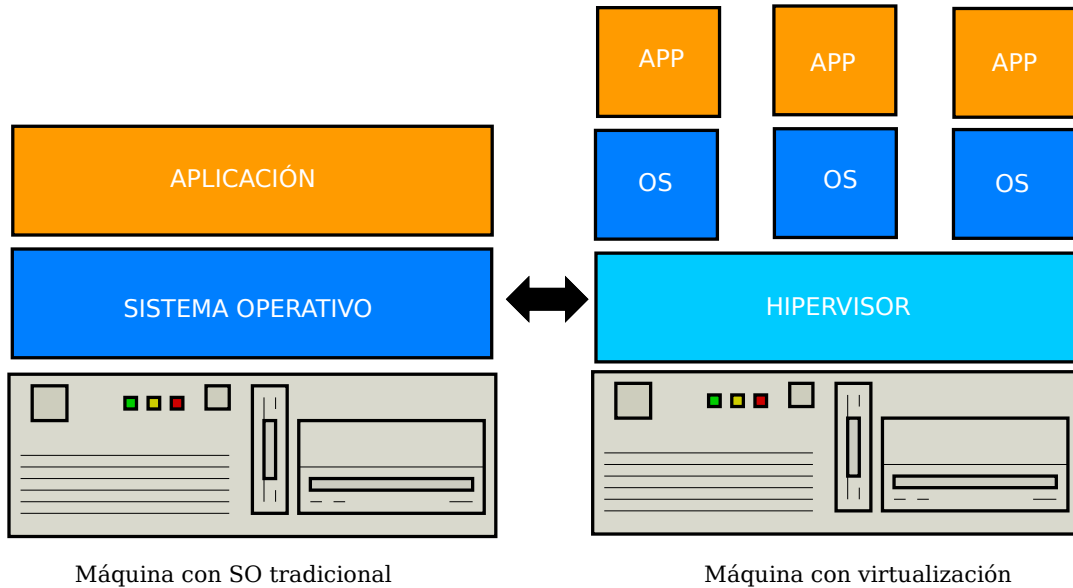 APLICACIÓN
SISTEMA OPERATIVO
Máquina con SO tradicional
APP
APP
APP
OS
OS
OS
HIPERVISOR
Máquina con virtualización